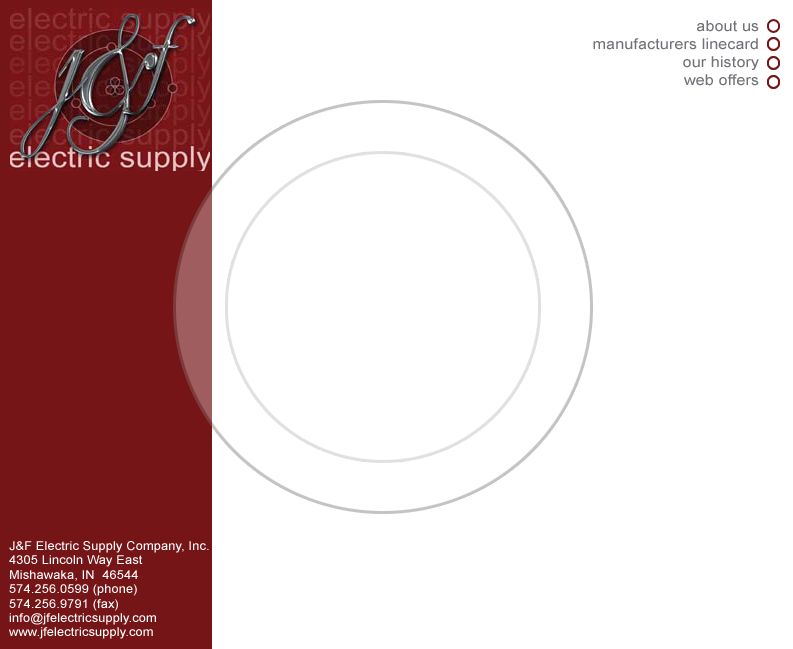 electric supply
electric supply
electric supply
electric supply
electric supply
electric supply
J&F
electric supply
about us
manufacturers linecard
our history
web offers
J&F Electric Supply Company, Inc.
4305 Lincoln Way East
Mishawaka, IN  46544
574.256.0599 (phone)
574.256.9791 (fax)
info@jfelectricsupply.com
www.jfelectricsupply.com